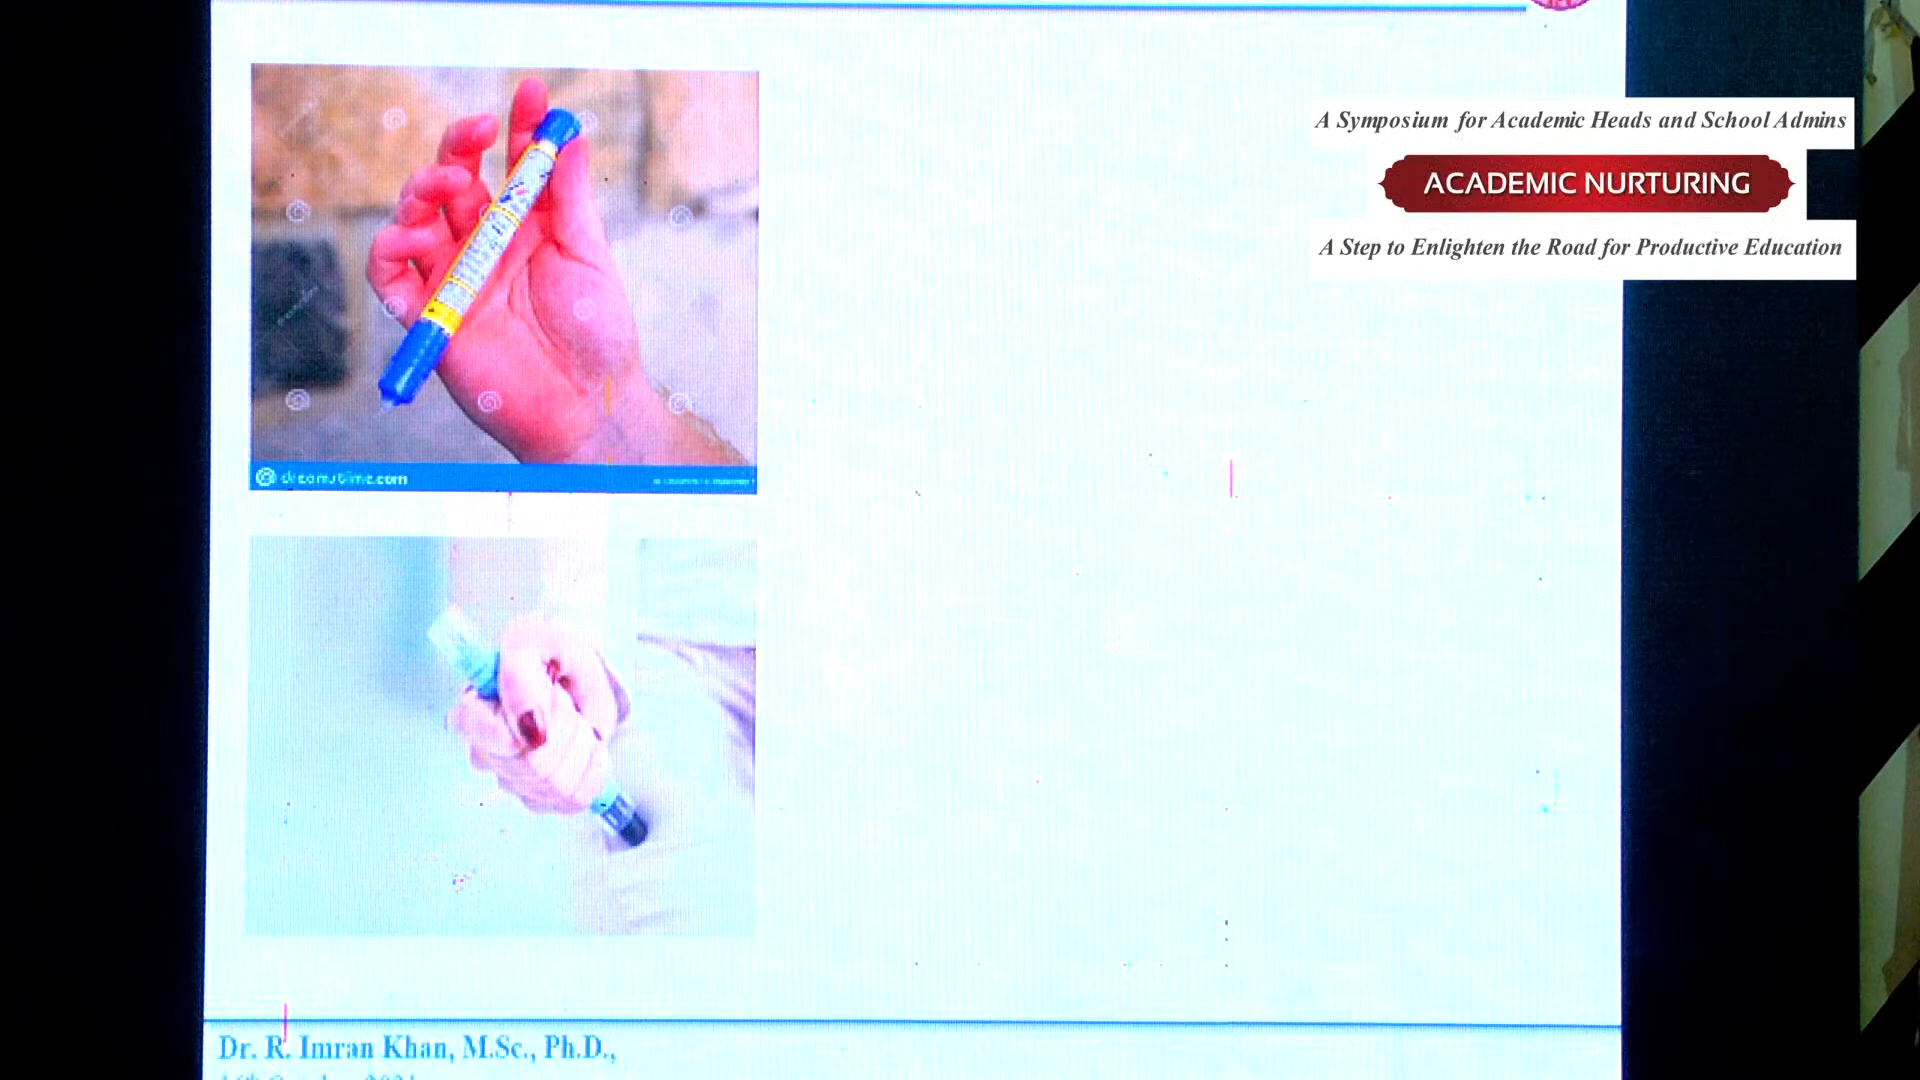 A Symposium for Academic Heads and School Admins
ACADEMIC NURTURING
A Step to Enlighten the Road for Productive Education
dreamstime.com
Dr. R. Imran Khan, M.Sc., Ph.D.,